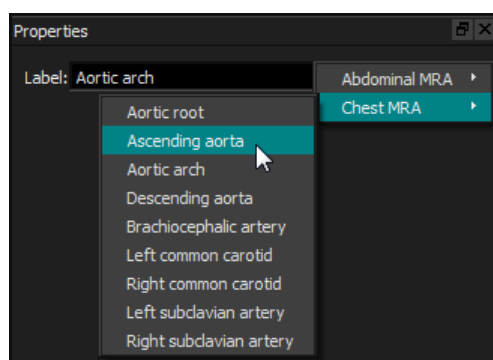 Properties
Label: Aortic arch
Abdominal MRA
Chest MRA
Aortic root
Ascending aorta
Aortic arch
Descending aorta
Brachiocephalic artery
Left common carotid
Right common carotid
Left subclavian artery
Right subclavian artery